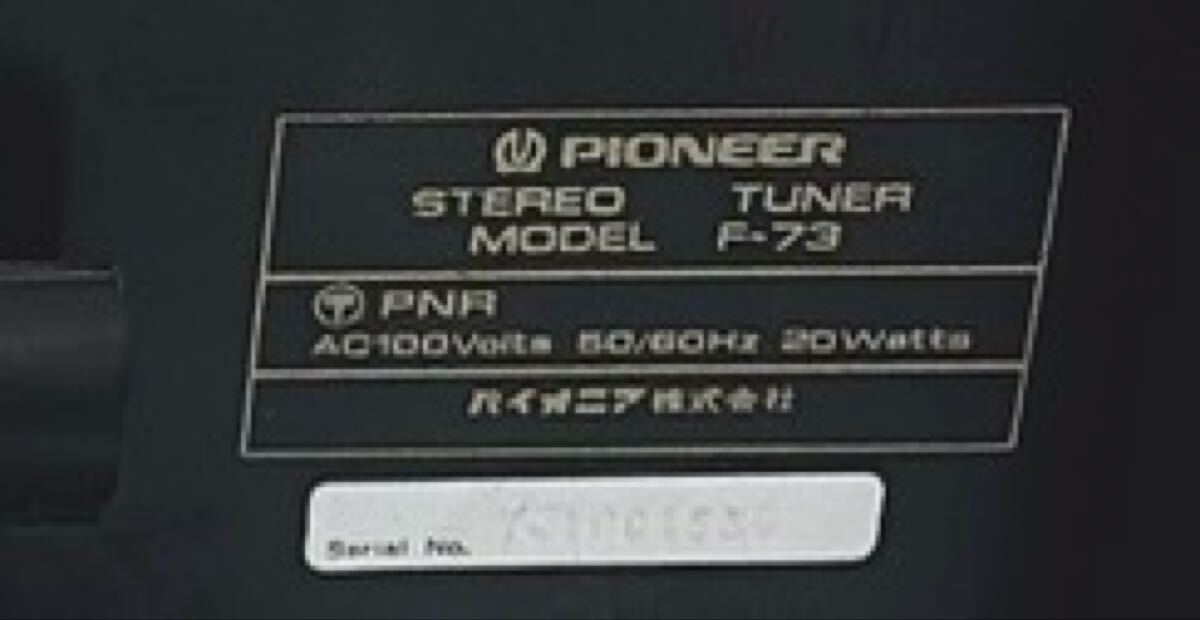 PIONEER
STEREO TUNER
MODEL F-73
PNR
AC100Volts 50/60Hz 20Watts
パイオニア株式会社
Serial No.